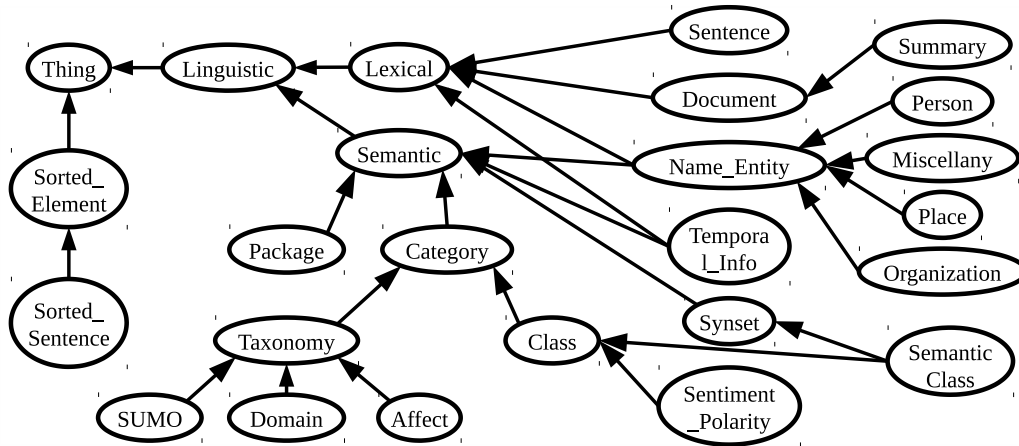 Sentence
Summary
Thing
Linguistic
Lexical
Document
Person
Semantic
Name_Entity
Miscellany
Sorted_
Element
Place
Package
Category
Tempora
l_Info
Organization
Sorted_
Sentence
Synset
Taxonomy
Class
Semantic
Class
Sentiment
_Polarity
SUMO
Domain
Affect